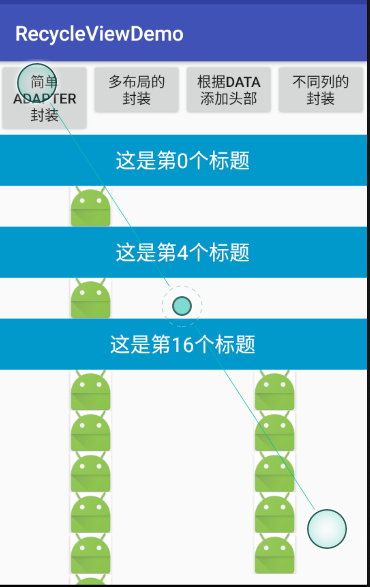 RecycleViewDemo
简单
ADAPTER
封装
多布局的
封装
根据DATA
添加头部
不同列的
封装
这是第0个标题
这是第4个标题
这是第16个标题